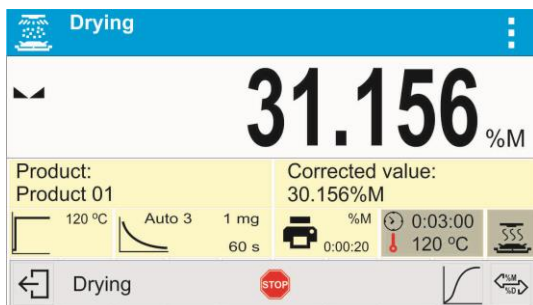 Drying
31.156 %M
Product:
Product 01
Corrected value:
30.156%M
120 ºC
Auto 3 1 mg
60 s
%M
0:00:20
0:03:00
120 ºC
Drying
STOP
%M
%D